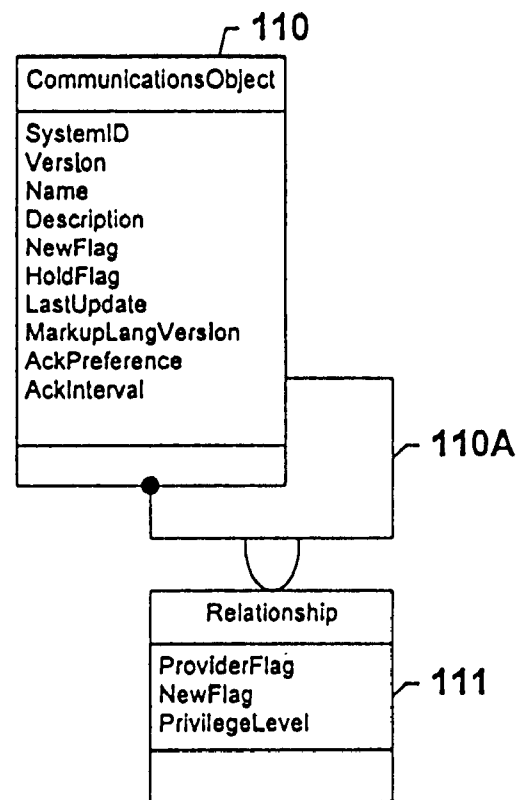 110
CommunicationsObject
SystemID
Version
Name
Description
NewFlag
HoldFlag
LastUpdate
MarkupLangVersion
AckPreference
AckInterval
110A
Relationship
ProviderFlag
NewFlag
PrivilegeLevel
111